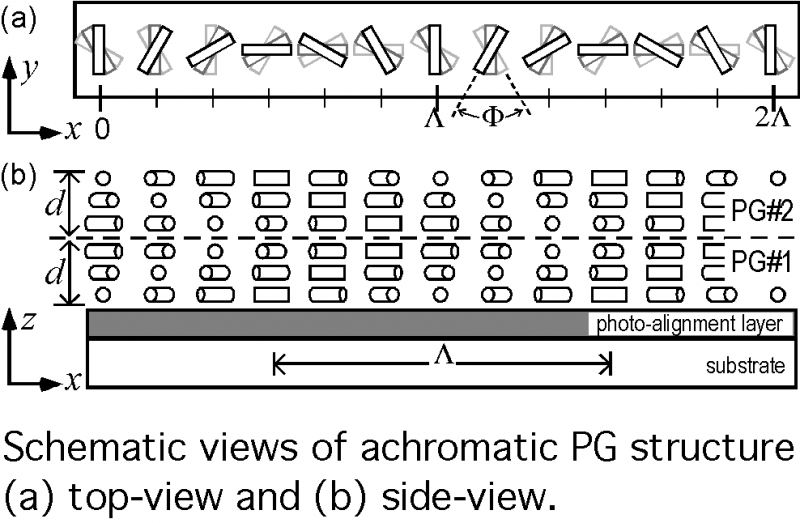 (a)
y
x 0 Λ Φ 2Λ
(b)
d PG#2
d PG#1
z
photo-alignment layer
Λ
x substrate
Schematic views of achromatic PG structure
(a) top-view and (b) side-view.